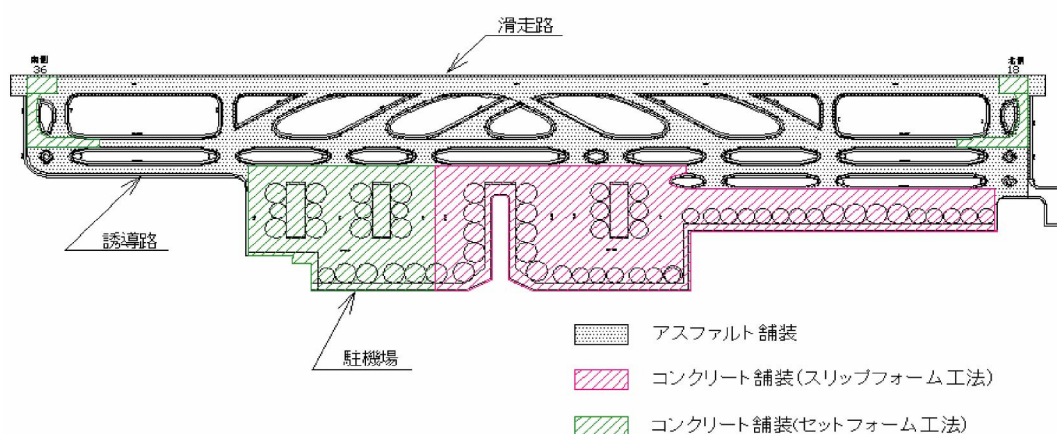 滑走路
南側
36
北側
18
誘導路
駐機場
アスファルト舗装
コンクリート舗装(スリップフォーム工法)
コンクリート舗装(セットフォーム工法)